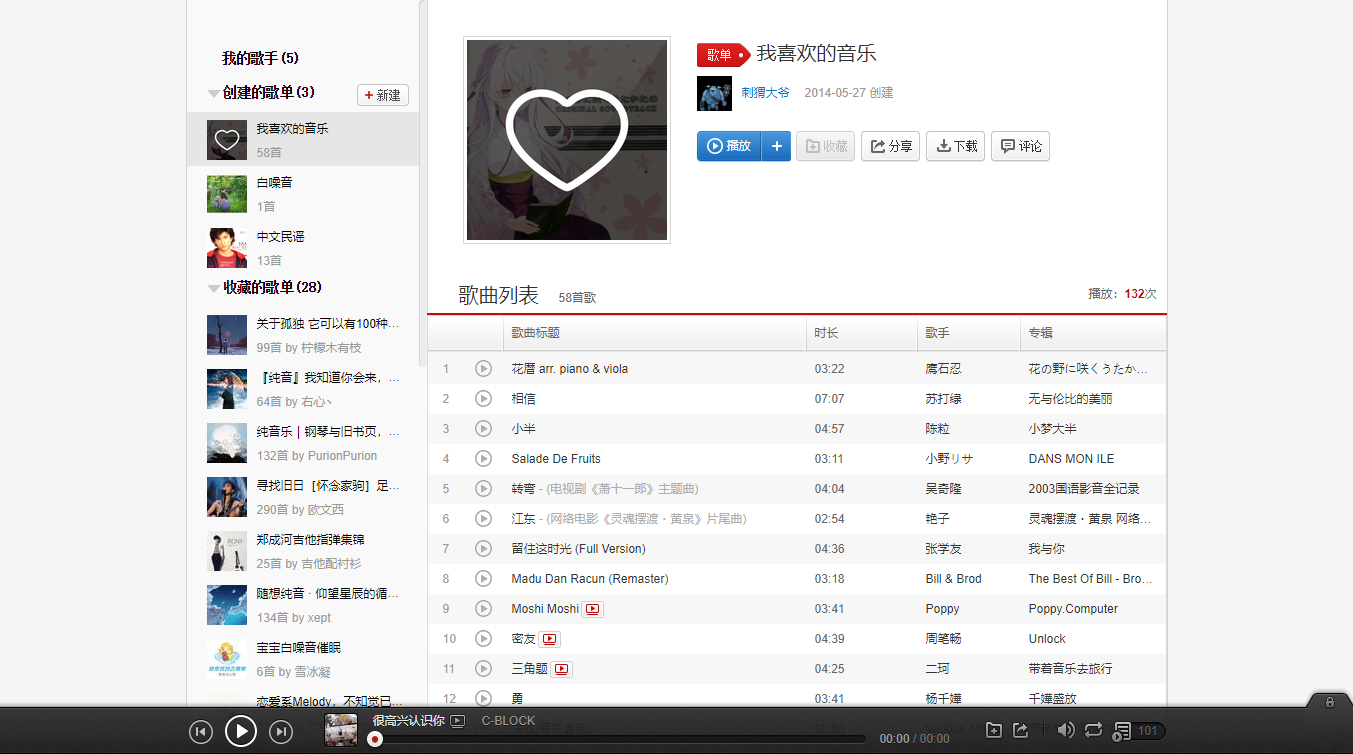 我的歌手(5)
创建的歌单(3)
+ 新建
我喜欢的音乐
58首
白噪音
1首
中文民谣
13首
收藏的歌单(28)
关于孤独 它可以有100种...
99首 by 柠檬木有枝
『纯音』我知道你会来，...
64首 by 右心丶
纯音乐｜钢琴与旧书页，...
132首 by PurionPurion
寻找旧日［怀念家驹］足...
290首 by 欧文西
郑成河吉他指弹集锦
25首 by 吉他配衬衫
随想纯音 · 仰望星辰的循...
134首 by xept
宝宝白噪音催眠
6首 by 雪冰凝
恋爱系Melody，不知觉已...
歌单
我喜欢的音乐
刺猬大爷
2014-05-27 创建
播放
+
收藏
分享
下载
评论
ORIGINAL SOUNDTRACK
歌曲列表
58首歌
播放：132次
歌曲标题 时长 歌手 专辑
1 花暦 arr. piano & viola 03:22 鷹石忍 花の野に咲くうたか...
2 相信 07:07 苏打绿 无与伦比的美丽
3 小半 04:57 陈粒 小梦大半
4 Salade De Fruits 03:11 小野リサ DANS MON ILE
5 转弯 - (电视剧《萧十一郎》主题曲) 04:04 吴奇隆 2003国语影音全记录
6 江东 - (网络电影《灵魂摆渡・黄泉》片尾曲) 02:54 艳子 灵魂摆渡・黄泉 网络...
7 留住这时光 (Full Version) 04:36 张学友 我与你
8 Madu Dan Racun (Remaster) 03:18 Bill & Brod The Best Of Bill - Bro...
9 Moshi Moshi 03:41 Poppy Poppy.Computer
10 密友 04:39 周笔畅 Unlock
11 三角题 04:25 二珂 带着音乐去旅行
12 勇 03:41 杨千嬅 千嬅盛放
很高兴认识你 C-BLOCK
00:00 / 00:00
101